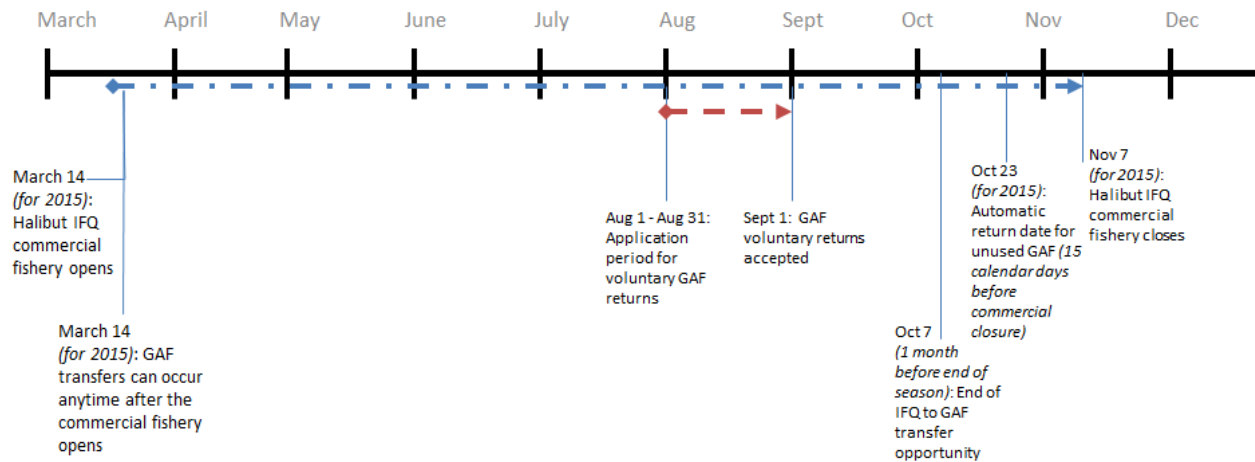 March April May June July Aug Sept Oct Nov Dec
March 14
(for 2015):
Halibut IFQ
commercial
fishery opens
March 14
(for 2015): GAF
transfers can occur
anytime after the
commercial fishery
opens
Aug 1 - Aug 31:
Application
period for
voluntary GAF
returns
Sept 1: GAF
voluntary returns
accepted
Oct 7
(1 month
before end of
season): End of
IFQ to GAF
transfer
opportunity
Oct 23
(for 2015):
Automatic
return date for
unused GAF (15
calendar days
before
commercial
closure)
Nov 7
(for 2015):
Halibut IFQ
commercial
fishery closes